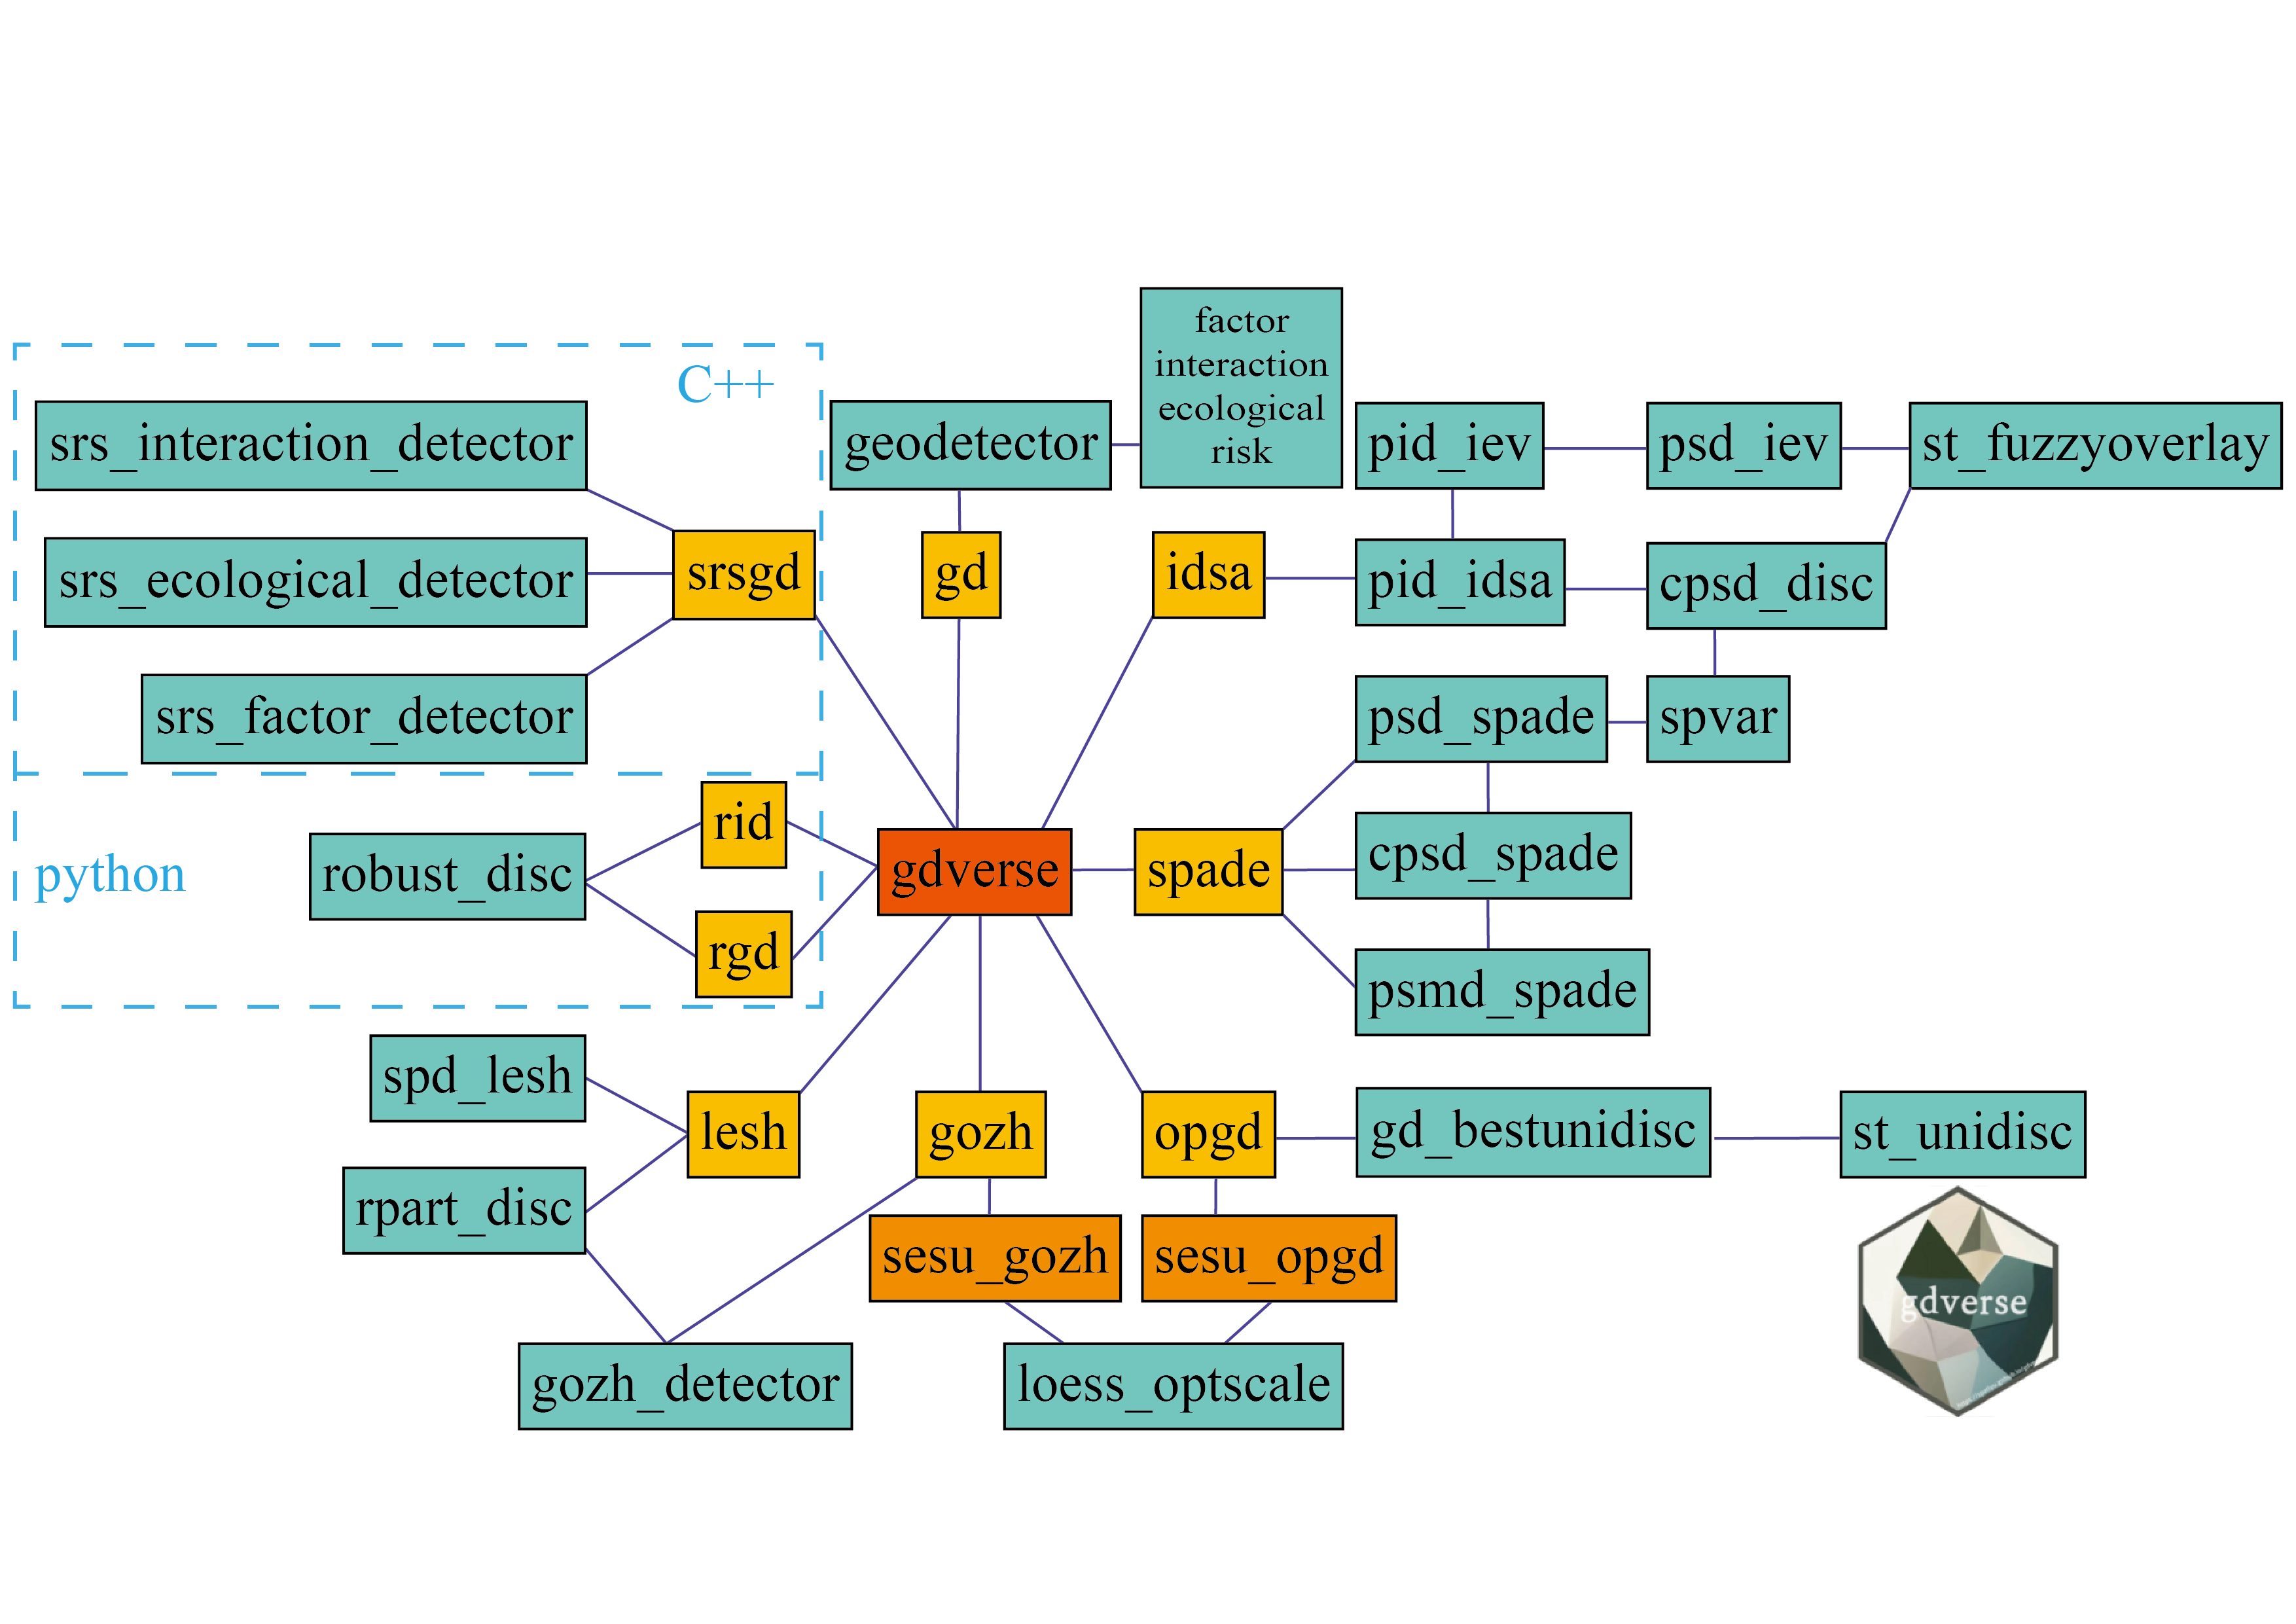 factor
interaction
ecological
risk
C++
srs_interaction_detector
geodetector
pid_iev
psd_iev
st_fuzzyoverlay
srs_ecological_detector
srsgd
gd
idsa
pid_idsa
cpsd_disc
srs_factor_detector
psd_spade
spvar
python
robust_disc
rid
gdverse
spade
cpsd_spade
rgd
psmd_spade
spd_lesh
lesh
gozh
opgd
gd_bestunidisc
st_unidisc
rpart_disc
sesu_gozh
sesu_opgd
gdverse
gozh_detector
loess_optscale